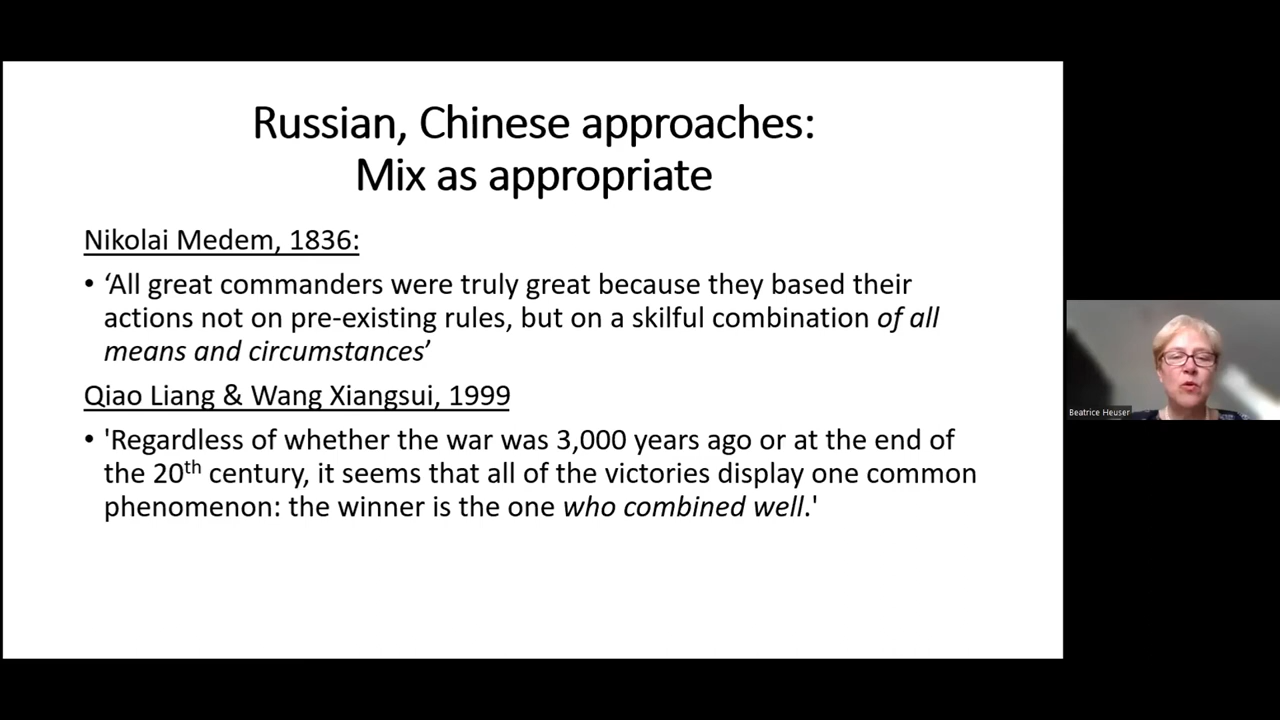 Russian, Chinese approaches:
Mix as appropriate
Nikolai Medem, 1836:
• ‘All great commanders were truly great because they based their
actions not on pre-existing rules, but on a skilful combination of all
means and circumstances’
Qiao Liang & Wang Xiangsui, 1999
• 'Regardless of whether the war was 3,000 years ago or at the end of
the 20th century, it seems that all of the victories display one common
phenomenon: the winner is the one who combined well.'
Beatrice Heuser